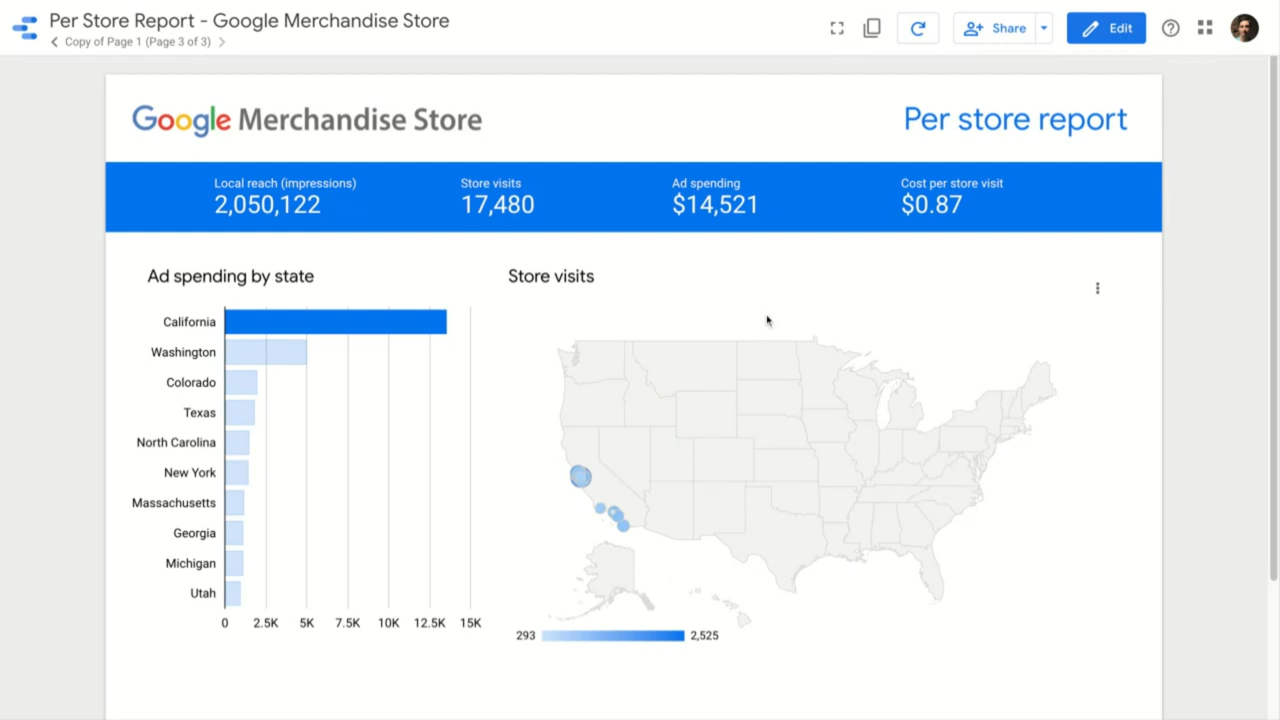 Per Store Report - Google Merchandise Store
Copy of Page 1 (Page 3 of 3)
Share
Edit
Google Merchandise Store
Per store report
Local reach (impressions)
2,050,122
Store visits
17,480
Ad spending
$14,521
Cost per store visit
$0.87
Ad spending by state
California
Washington
Colorado
Texas
North Carolina
New York
Massachusetts
Georgia
Michigan
Utah
0 2.5K 5K 7.5K 10K 12.5K 15K
Store visits
293 2,525